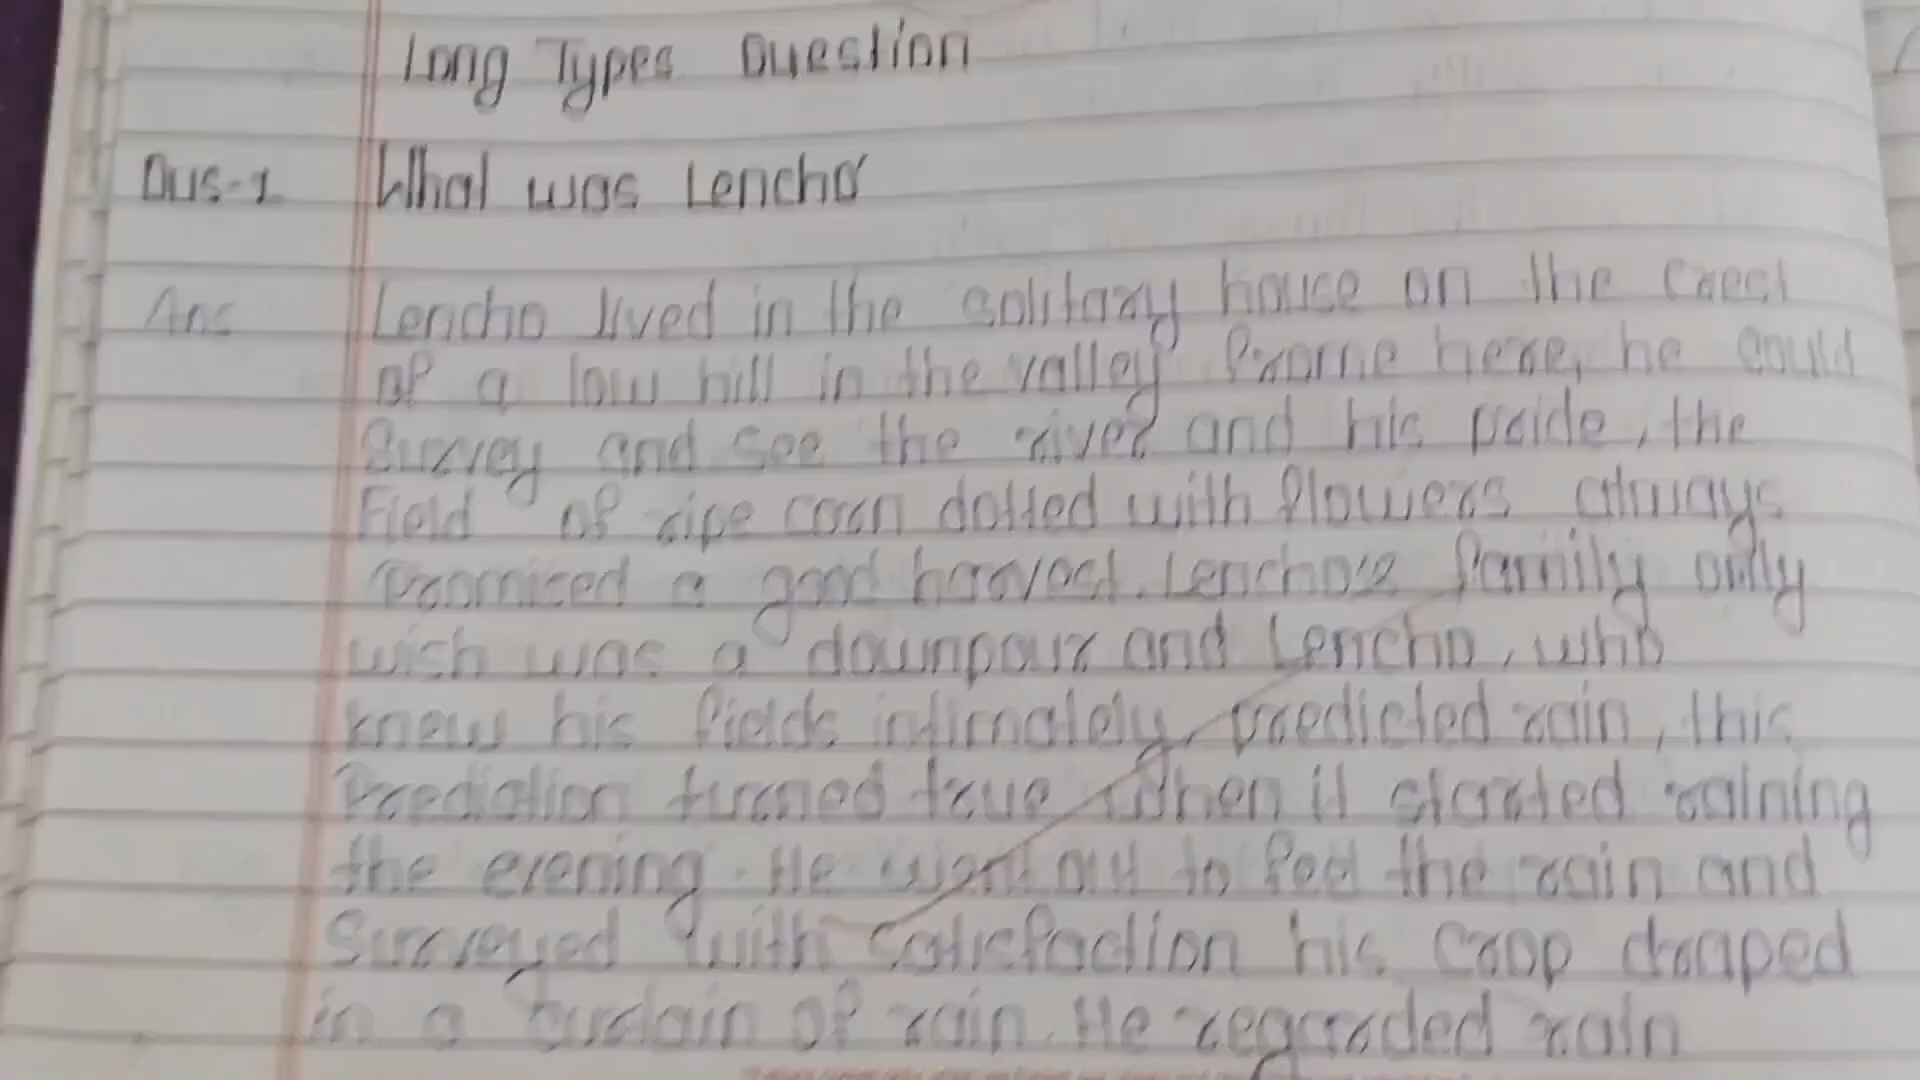 Long Types Question
Qus-1 What was Lencho
Ans Lencho lived in the solitary house on the crest
of a low hill in the valley Frome here, he could
Survey and see the river and his pride, the
Field of ripe corn dotted with flowers always
Promised a good harvest. Lencho's family only
wish was a downpour and Lencho, who
knew his fields intimately, predicted rain, this
Prediction turned true When it started raining
the evening. He went out to feel the rain and
Surveyed with satisfaction his crop draped
in a curtain of rain. He regarded rain